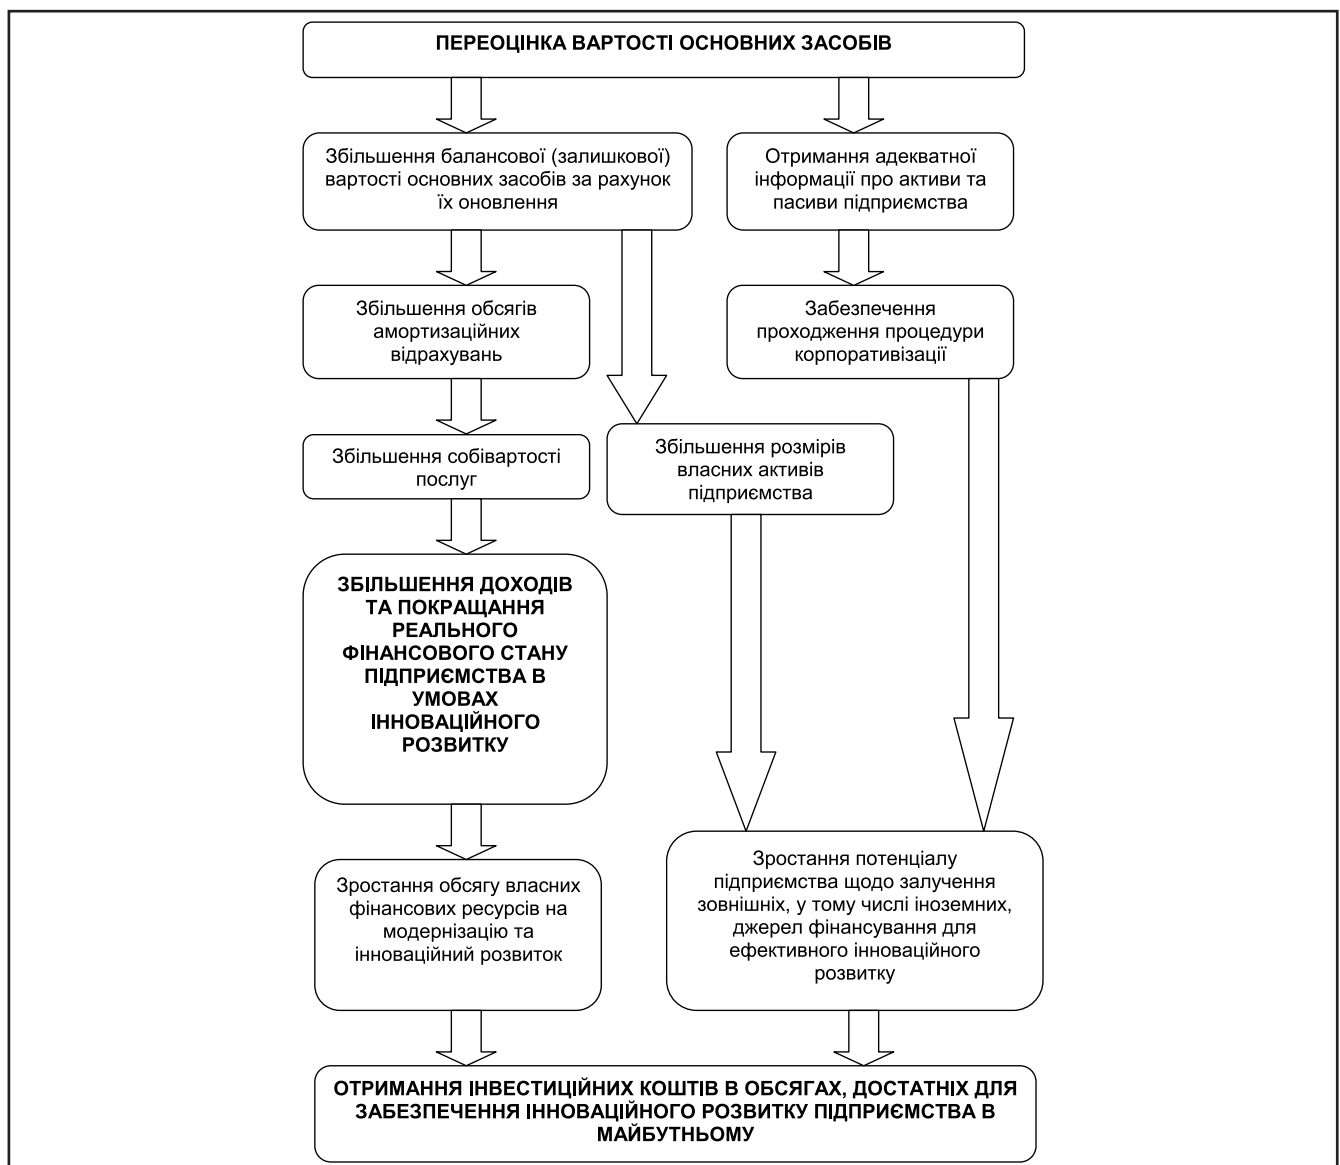 ПЕРЕОЦІНКА ВАРТОСТІ ОСНОВНИХ ЗАСОБІВ
Збільшення балансової (залишкової)
вартості основних засобів за рахунок
їх оновлення
Отримання адекватної
інформації про активи та
пасиви підприємства
Збільшення обсягів
амортизаційних
відрахувань
Забезпечення
проходження процедури
корпоративізації
Збільшення собівартості
послуг
Збільшення розмірів
власних активів
підприємства
ЗБІЛЬШЕННЯ ДОХОДІВ
ТА ПОКРАЩАННЯ
РЕАЛЬНОГО
ФІНАНСОВОГО СТАНУ
ПІДПРИЄМСТВА В
УМОВАХ
ІННОВАЦІЙНОГО
РОЗВИТКУ
Зростання обсягу власних
фінансових ресурсів на
модернізацію та
інноваційний розвиток
Зростання потенціалу
підприємства щодо залучення
зовнішніх, у тому числі іноземних,
джерел фінансування для
ефективного інноваційного
розвитку
ОТРИМАННЯ ІНВЕСТИЦІЙНИХ КОШТІВ В ОБСЯГАХ, ДОСТАТНІХ ДЛЯ
ЗАБЕЗПЕЧЕННЯ ІННОВАЦІЙНОГО РОЗВИТКУ ПІДПРИЄМСТВА В
МАЙБУТНЬОМУ